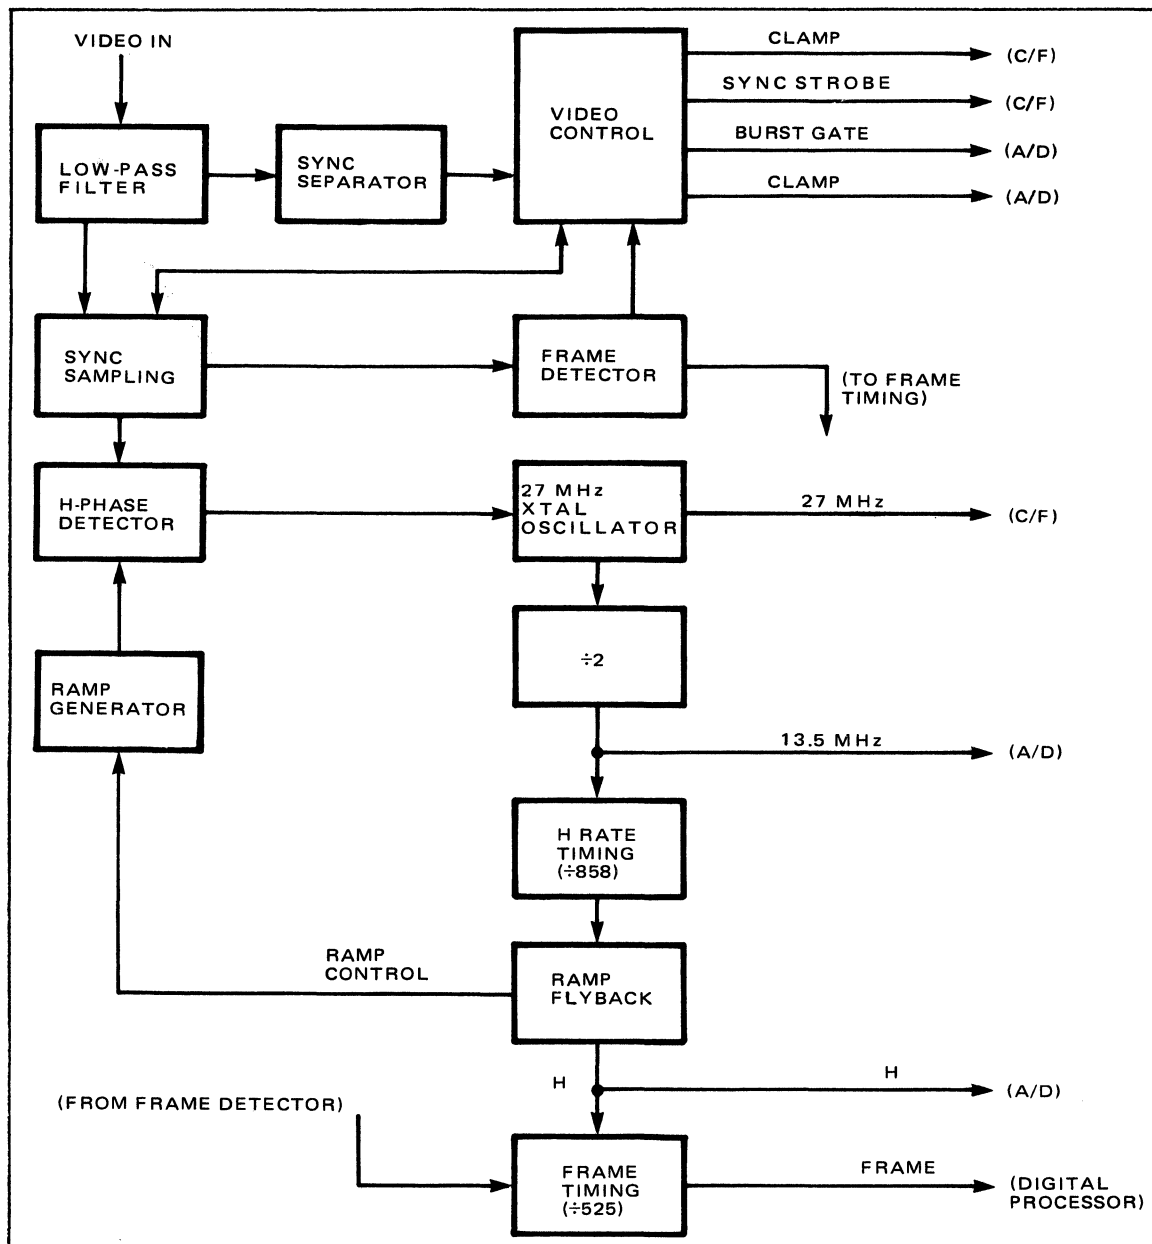 VIDEO IN
LOW-PASS
FILTER
SYNC
SEPARATOR
VIDEO
CONTROL
CLAMP
(C/F)
SYNC STROBE
(C/F)
BURST GATE
(A/D)
CLAMP
(A/D)
SYNC
SAMPLING
FRAME
DETECTOR
(TO FRAME
TIMING)
H-PHASE
DETECTOR
27 MHz
XTAL
OSCILLATOR
27 MHz
(C/F)
÷2
RAMP
GENERATOR
13.5 MHz
(A/D)
H RATE
TIMING
(÷858)
RAMP
CONTROL
RAMP
FLYBACK
H
H
(A/D)
(FROM FRAME DETECTOR)
FRAME
TIMING
(÷525)
FRAME
(DIGITAL
PROCESSOR)